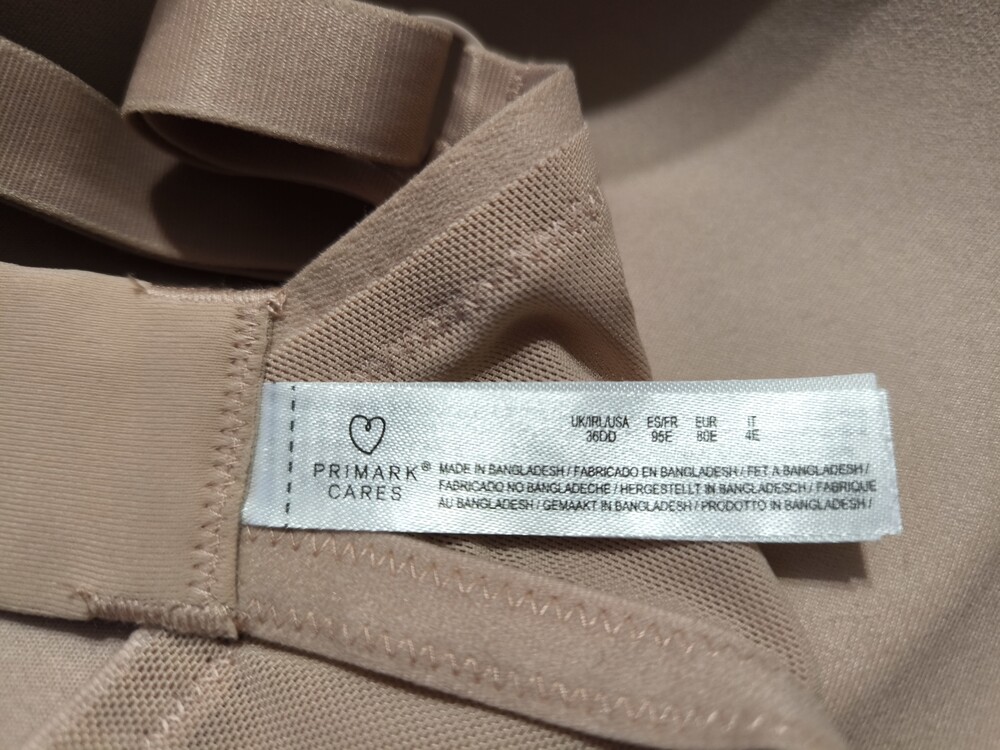 UK/IRL/USA ES/FR EUR IT
36DD 95E 80E 4E
PRIMARK®
CARES
MADE IN BANGLADESH / FABRICADO EN BANGLADESH / FET A BANGLADESH /
FABRICADO NO BANGLADECHE / HERGESTELLT IN BANGLADESCH / FABRIQUE
AU BANGLADESH / GEMAAKT IN BANGLADESH / PRODOTTO IN BANGLADESH /